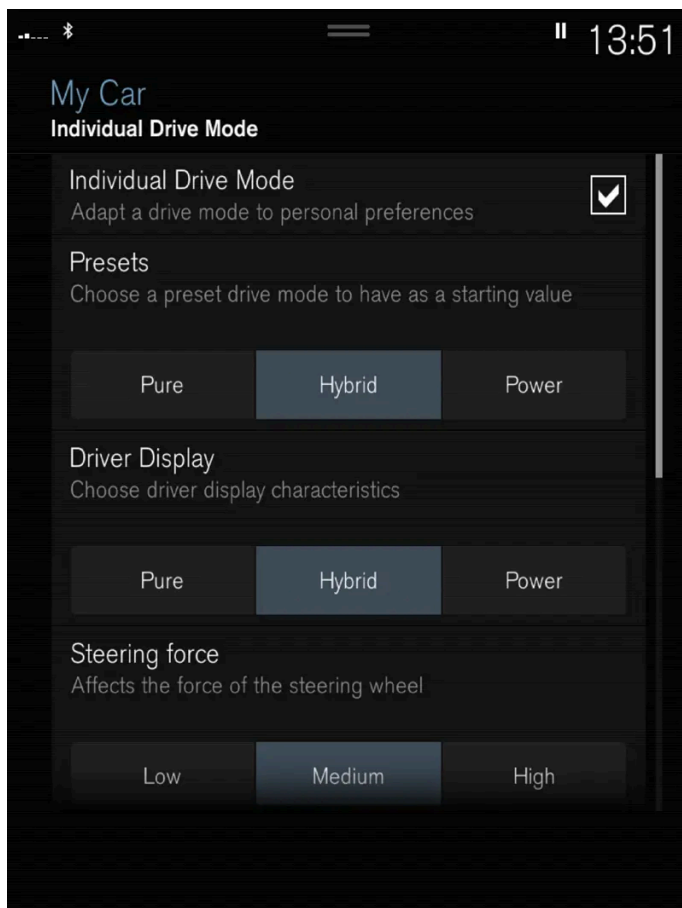 13:51
My Car
Individual Drive Mode
Individual Drive Mode
Adapt a drive mode to personal preferences
Presets
Choose a preset drive mode to have as a starting value
Pure Hybrid Power
Driver Display
Choose driver display characteristics
Pure Hybrid Power
Steering force
Affects the force of the steering wheel
Low Medium High